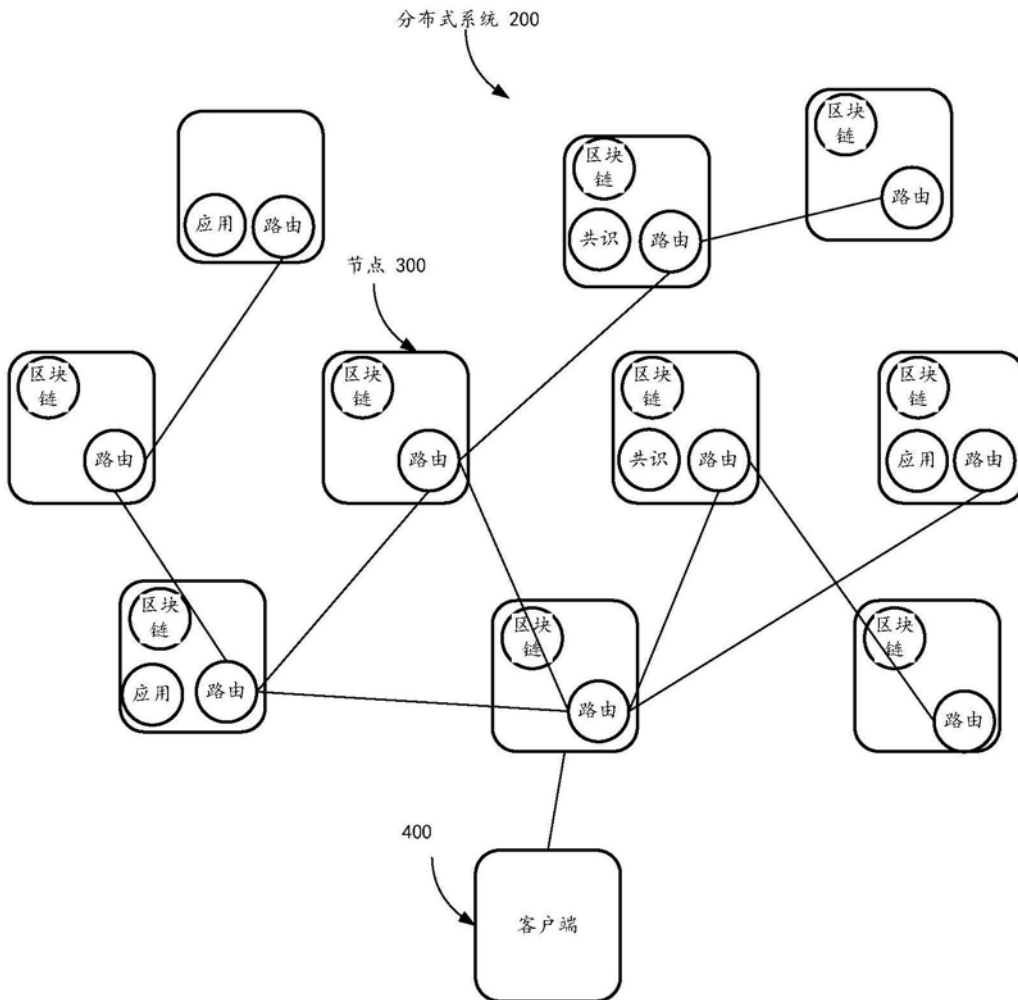 分布式系统 200
区块
链
路由
区块
链
共识
路由
应用
路由
节点 300
区块
链
路由
区块
链
路由
区块
链
共识
路由
区块
链
应用
路由
区块
链
应用
路由
区块
链
路由
区块
链
路由
400
客户端